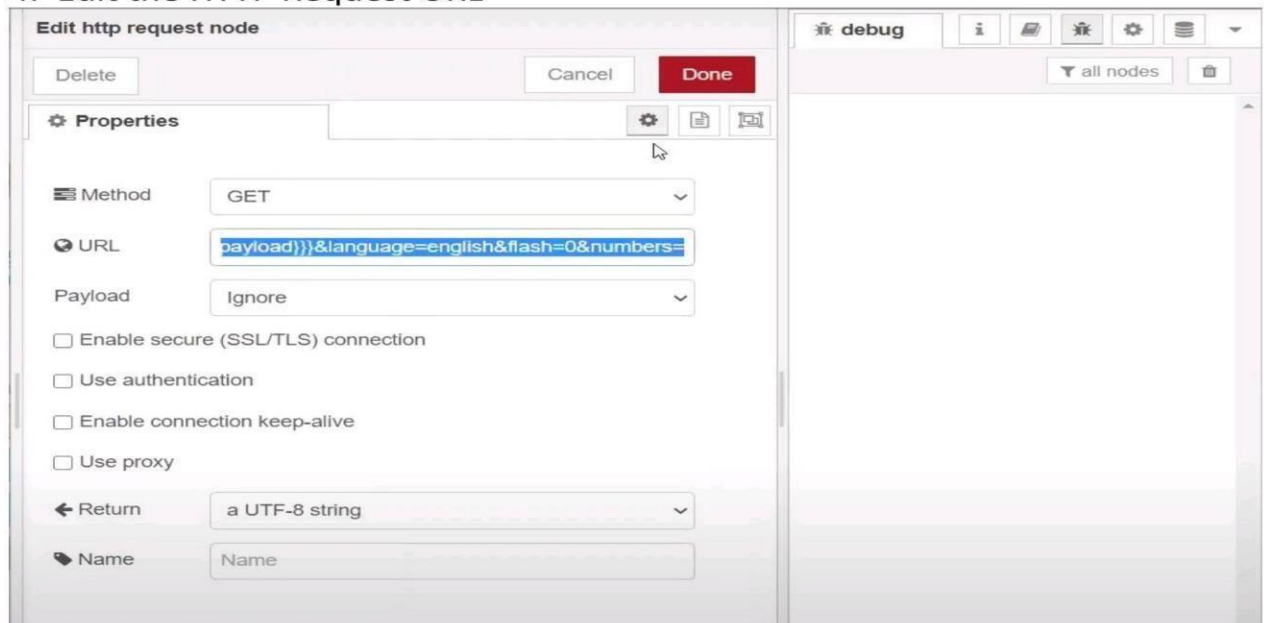 Edit http request node
debug
i
Delete
Cancel
Done
all nodes
Properties
Method
GET
URL
payload}}}&language=english&flash=0&numbers=
Payload
Ignore
Enable secure (SSL/TLS) connection
Use authentication
Enable connection keep-alive
Use proxy
Return
a UTF-8 string
Name
Name